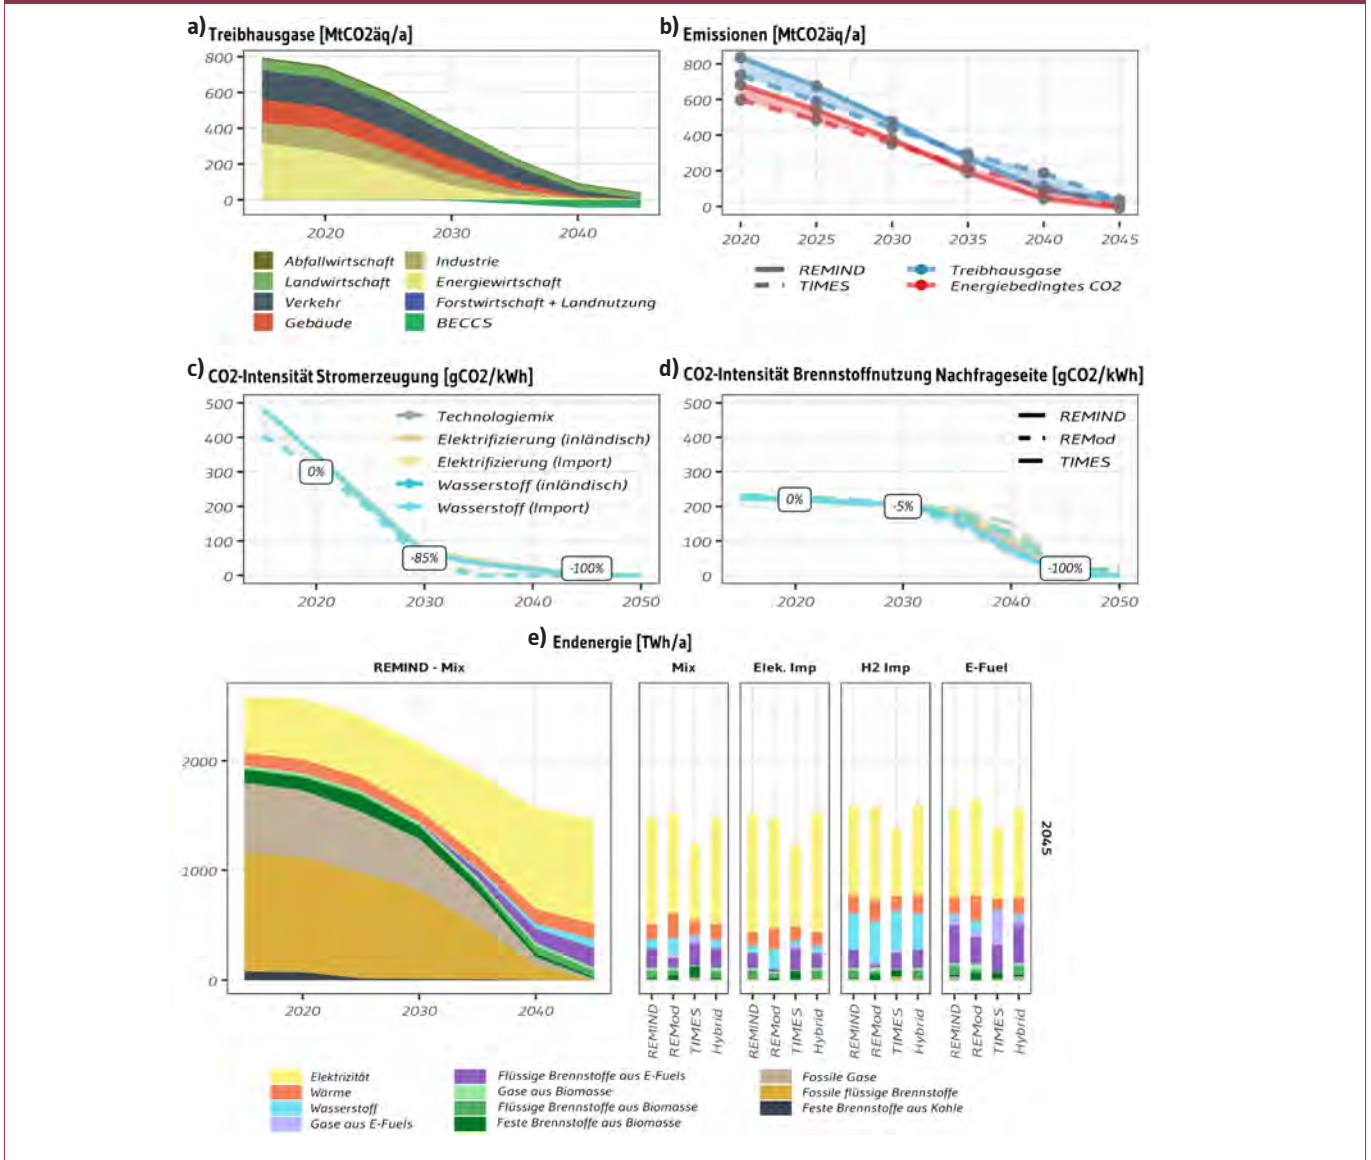 a) Treibhausgase [MtCO2äq/a]
800
600
400
200
0
2020 2030 2040
Abfallwirtschaft
Landwirtschaft
Verkehr
Gebäude
Industrie
Energiewirtschaft
Forstwirtschaft + Landnutzung
BECCS
b) Emissionen [MtCO2äq/a]
800
600
400
200
0
2020 2025 2030 2035 2040 2045
REMIND
TIMES
Treibhausgase
Energiebedingtes CO2
c) CO2-Intensität Stromerzeugung [gCO2/kWh]
500
400
300
200
100
0
Technologiemix
Elektrifizierung (inländisch)
Elektrifizierung (Import)
Wasserstoff (inländisch)
Wasserstoff (Import)
0%
-85%
-100%
2020 2030 2040 2050
d) CO2-Intensität Brennstoffnutzung Nachfrageseite [gCO2/kWh]
500
400
300
200
100
0
REMIND
REMod
TIMES
0%
-5%
-100%
2020 2030 2040 2050
e) Endenergie [TWh/a]
REMIND - Mix
2000
1000
0
2020 2030 2040
Mix Elek. Imp H2 Imp E-Fuel
2045
REMIND REMod TIMES Hybrid
REMIND REMod TIMES Hybrid
REMIND REMod TIMES Hybrid
REMIND REMod TIMES Hybrid
Elektrizität
Wärme
Wasserstoff
Gase aus E-Fuels
Flüssige Brennstoffe aus E-Fuels
Gase aus Biomasse
Flüssige Brennstoffe aus Biomasse
Feste Brennstoffe aus Biomasse
Fossile Gase
Fossile flüssige Brennstoffe
Feste Brennstoffe aus Kohle